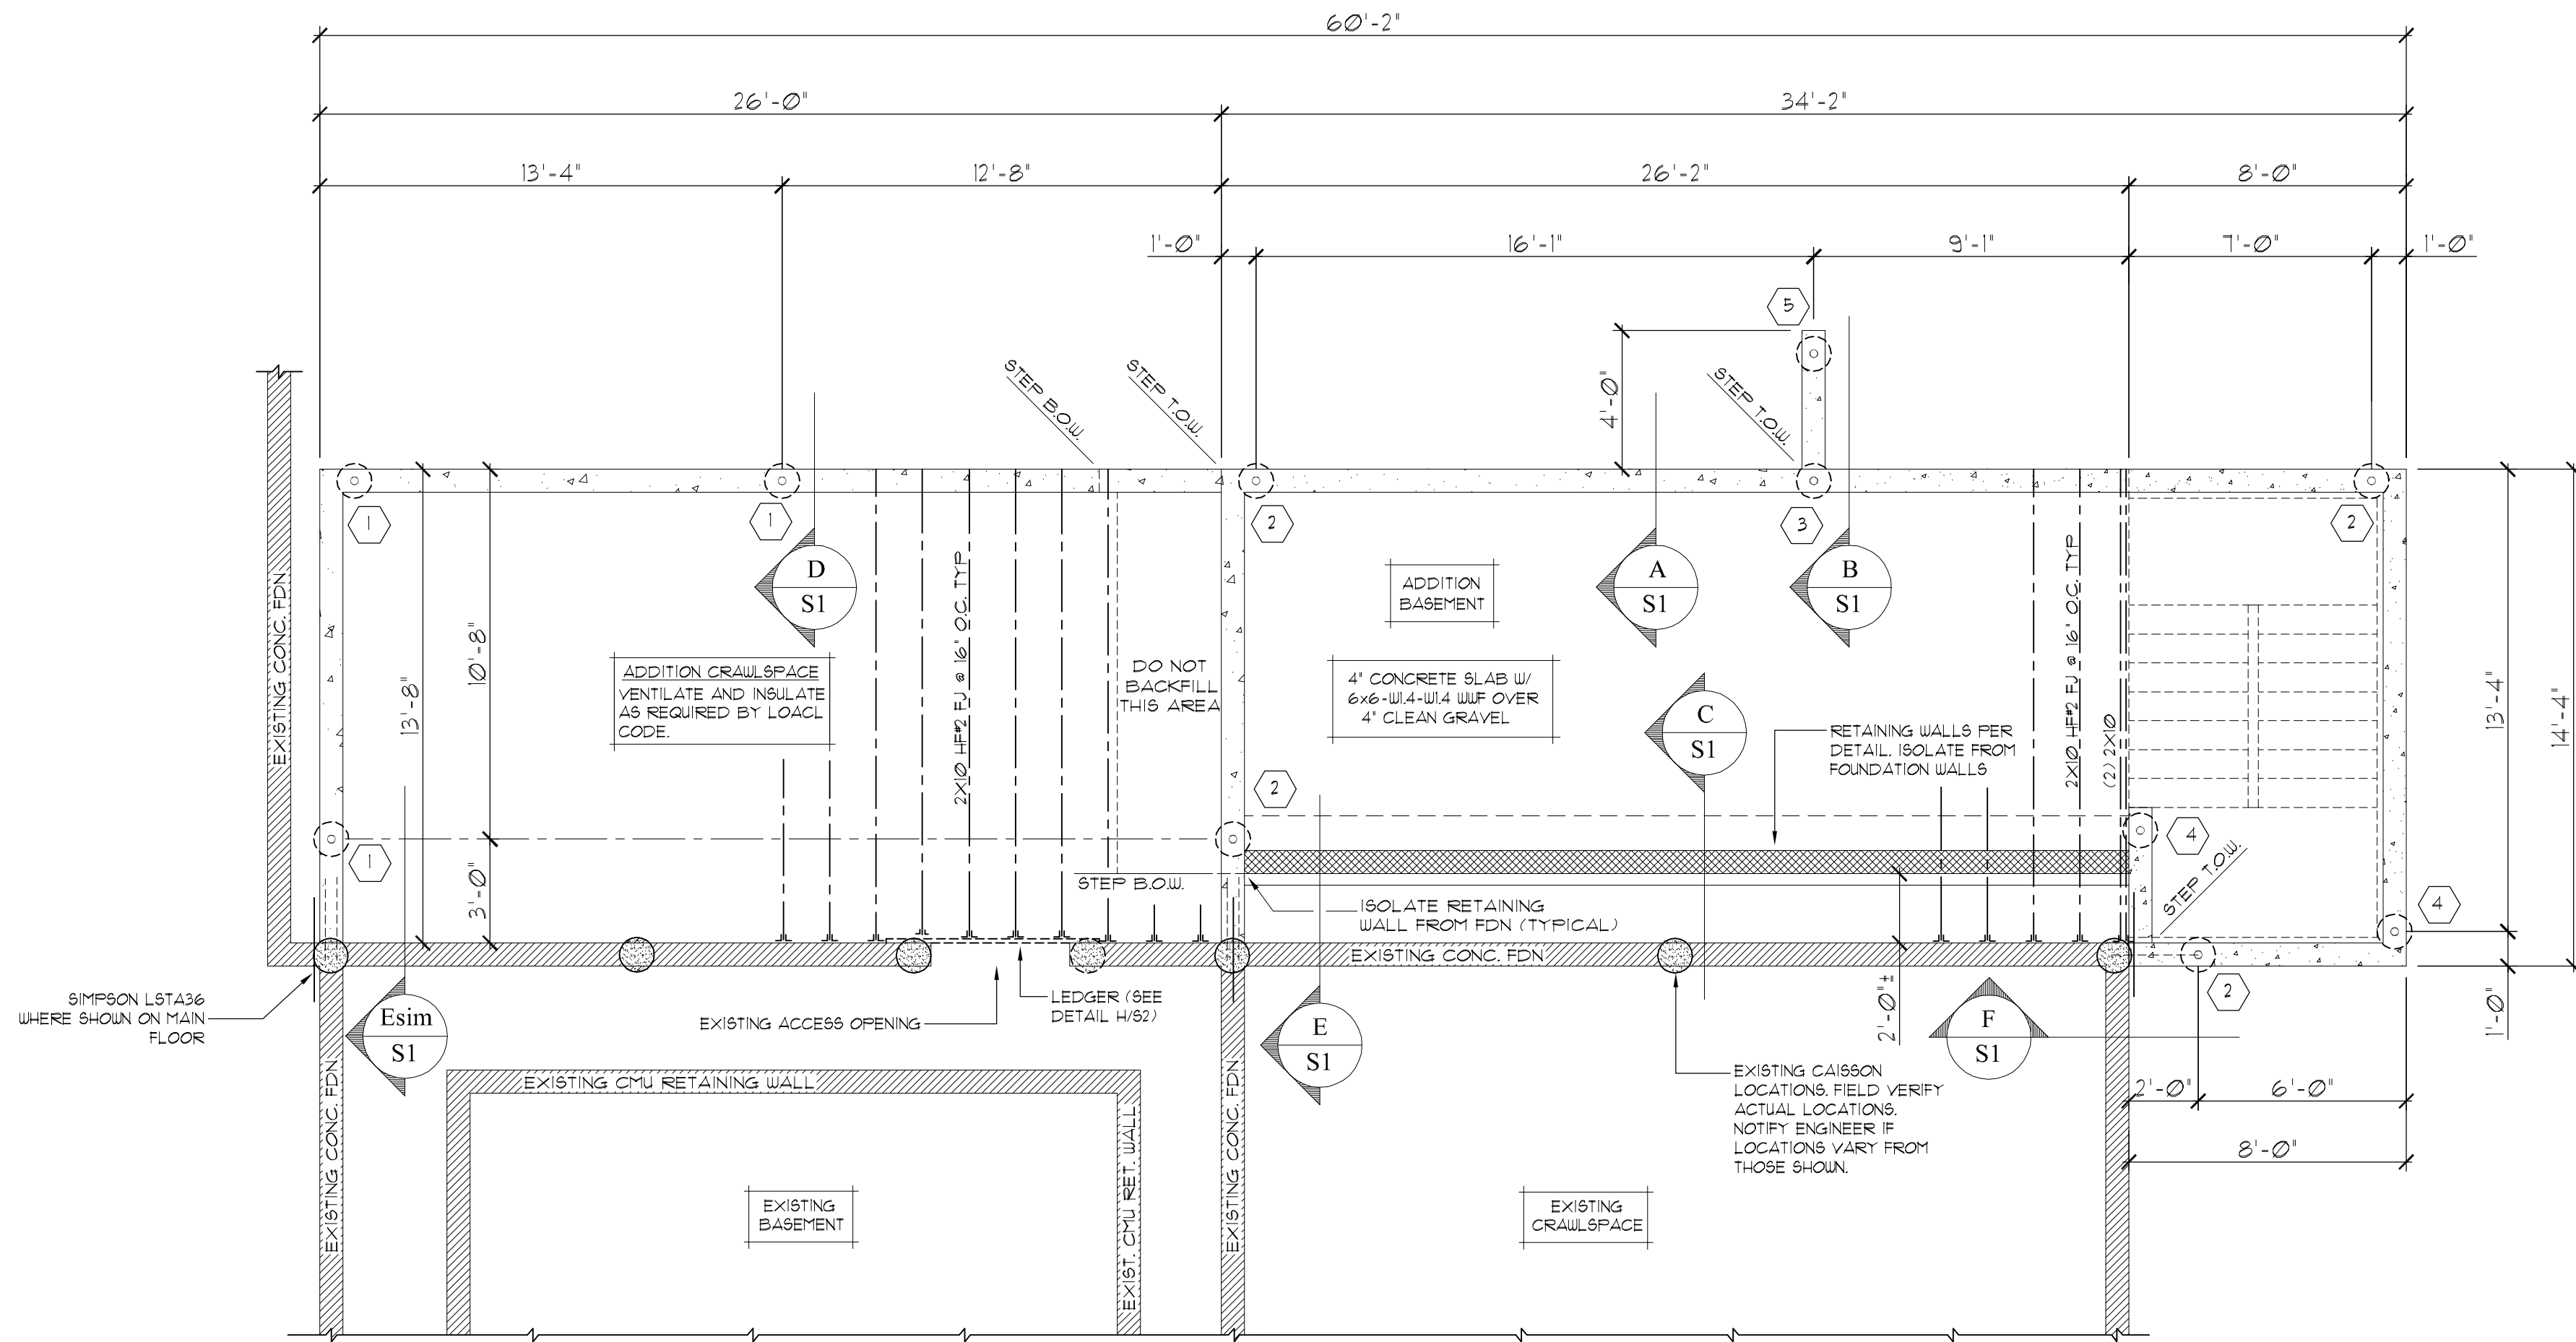 60'-2"
26'-0"
34'-2"
13'-4"
12'-8"
26'-2"
8'-0"
1'-0"
16'-1"
9'-1"
7'-0"
1'-0"
5
4'-0"
STEP B.O.W.
STEP T.O.W.
STEP T.O.W.
1
1
2
3
2
EXISTING CONC. FDN
13'-8"
10'-8"
3'-0"
D
S1
A
S1
B
S1
C
S1
ADDITION
BASEMENT
ADDITION CRAWLSPACE
VENTILATE AND INSULATE
AS REQUIRED BY LOACL
CODE.
2X10 HF#2 FJ @ 16" O.C. TYP
DO NOT
BACKFILL
THIS AREA
4" CONCRETE SLAB W/
6x6-W1.4-W1.4 WWF OVER
4" CLEAN GRAVEL
RETAINING WALLS PER
DETAIL. ISOLATE FROM
FOUNDATION WALLS
2X10 HF#2 FJ @ 16" O.C. TYP
(2) 2X10
13'-4"
14'-4"
1'-0"
2
1
4
STEP T.O.W.
4
STEP B.O.W.
ISOLATE RETAINING
WALL FROM FDN (TYPICAL)
EXISTING CONC. FDN
2'-0"±
2
SIMPSON LSTA36
WHERE SHOWN ON MAIN
FLOOR
Esim
S1
EXISTING ACCESS OPENING
LEDGER (SEE
DETAIL H/S2)
E
S1
F
S1
EXISTING CAISSON
LOCATIONS. FIELD VERIFY
ACTUAL LOCATIONS.
NOTIFY ENGINEER IF
LOCATIONS VARY FROM
THOSE SHOWN.
2'-0"
6'-0"
8'-0"
EXISTING CONC. FDN
EXISTING CMU RETAINING WALL
EXIST. CMU RET. WALL
EXISTING CONC. FDN
EXISTING
BASEMENT
EXISTING
CRAWLSPACE